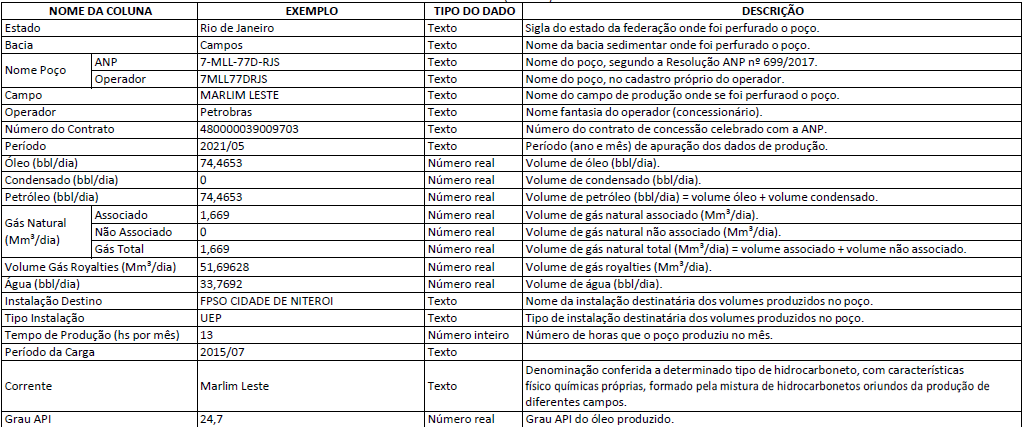 NOME DA COLUNA EXEMPLO TIPO DO DADO DESCRIÇÃO
Estado Rio de Janeiro Texto Sigla do estado da federação onde foi perfurado o poço.
Bacia Campos Texto Nome da bacia sedimentar onde foi perfurado o poço.
Nome Poço ANP 7-MLL-77D-RJS Texto Nome do poço, segundo a Resolução ANP nº 699/2017.
Operador 7MLL77DRJS Texto Nome do poço, no cadastro próprio do operador.
Campo MARLIM LESTE Texto Nome do campo de produção onde se foi perfuraod o poço.
Operador Petrobras Texto Nome fantasia do operador (concessionário).
Número do Contrato 480000039009703 Texto Número do contrato de concessão celebrado com a ANP.
Período 2021/05 Texto Período (ano e mês) de apuração dos dados de produção.
Óleo (bbl/dia) 74,4653 Número real Volume de óleo (bbl/dia).
Condensado (bbl/dia) 0 Número real Volume de condensado (bbl/dia).
Petróleo (bbl/dia) 74,4653 Número real Volume de petróleo (bbl/dia) = volume óleo + volume condensado.
Gás Natural (Mm³/dia) Associado 1,669 Número real Volume de gás natural associado (Mm³/dia).
Não Associado 0 Número real Volume de gás natural não associado (Mm³/dia).
Gás Total 1,669 Número real Volume de gás natural total (Mm³/dia) = volume associado + volume não associado.
Volume Gás Royalties (Mm³/dia) 51,69628 Número real Volume de gás royalties (Mm³/dia).
Água (bbl/dia) 33,7692 Número real Volume de água (bbl/dia).
Instalação Destino FPSO CIDADE DE NITEROI Texto Nome da instalação destinatária dos volumes produzidos no poço.
Tipo Instalação UEP Texto Tipo de instalação destinatária dos volumes produzidos no poço.
Tempo de Produção (hs por mês) 13 Número inteiro Número de horas que o poço produziu no mês.
Período da Carga 2015/07 Texto
Corrente Marlim Leste Texto Denominação conferida a determinado tipo de hidrocarboneto, com características
físico químicas próprias, formado pela mistura de hidrocarbonetos oriundos da produção de
diferentes campos.
Grau API 24,7 Número real Grau API do óleo produzido.